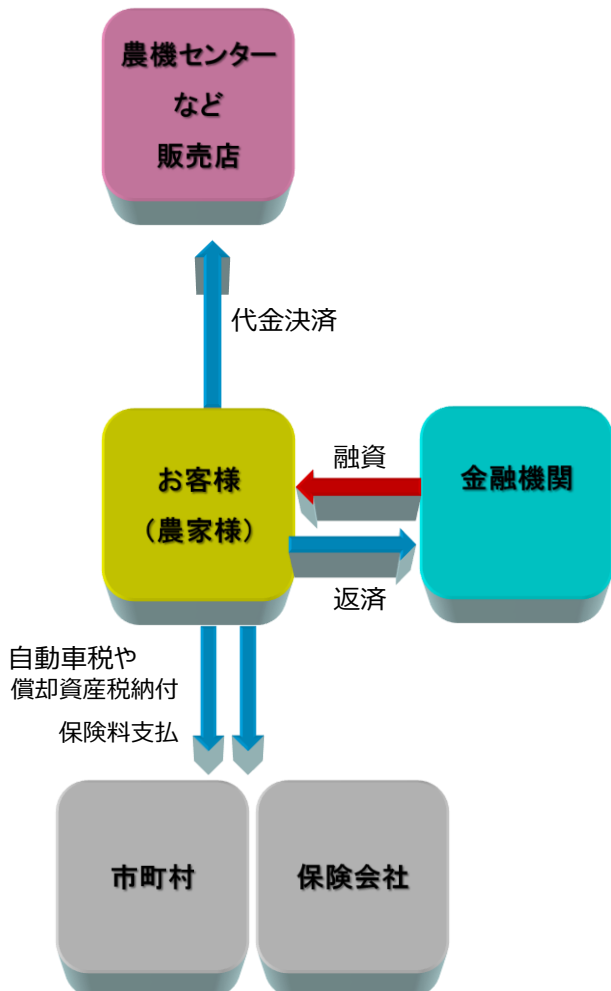 農機センター
など
販売店
代金決済
お客様
（農家様）
融資
金融機関
返済
自動車税や
償却資産税納付
保険料支払
市町村
保険会社